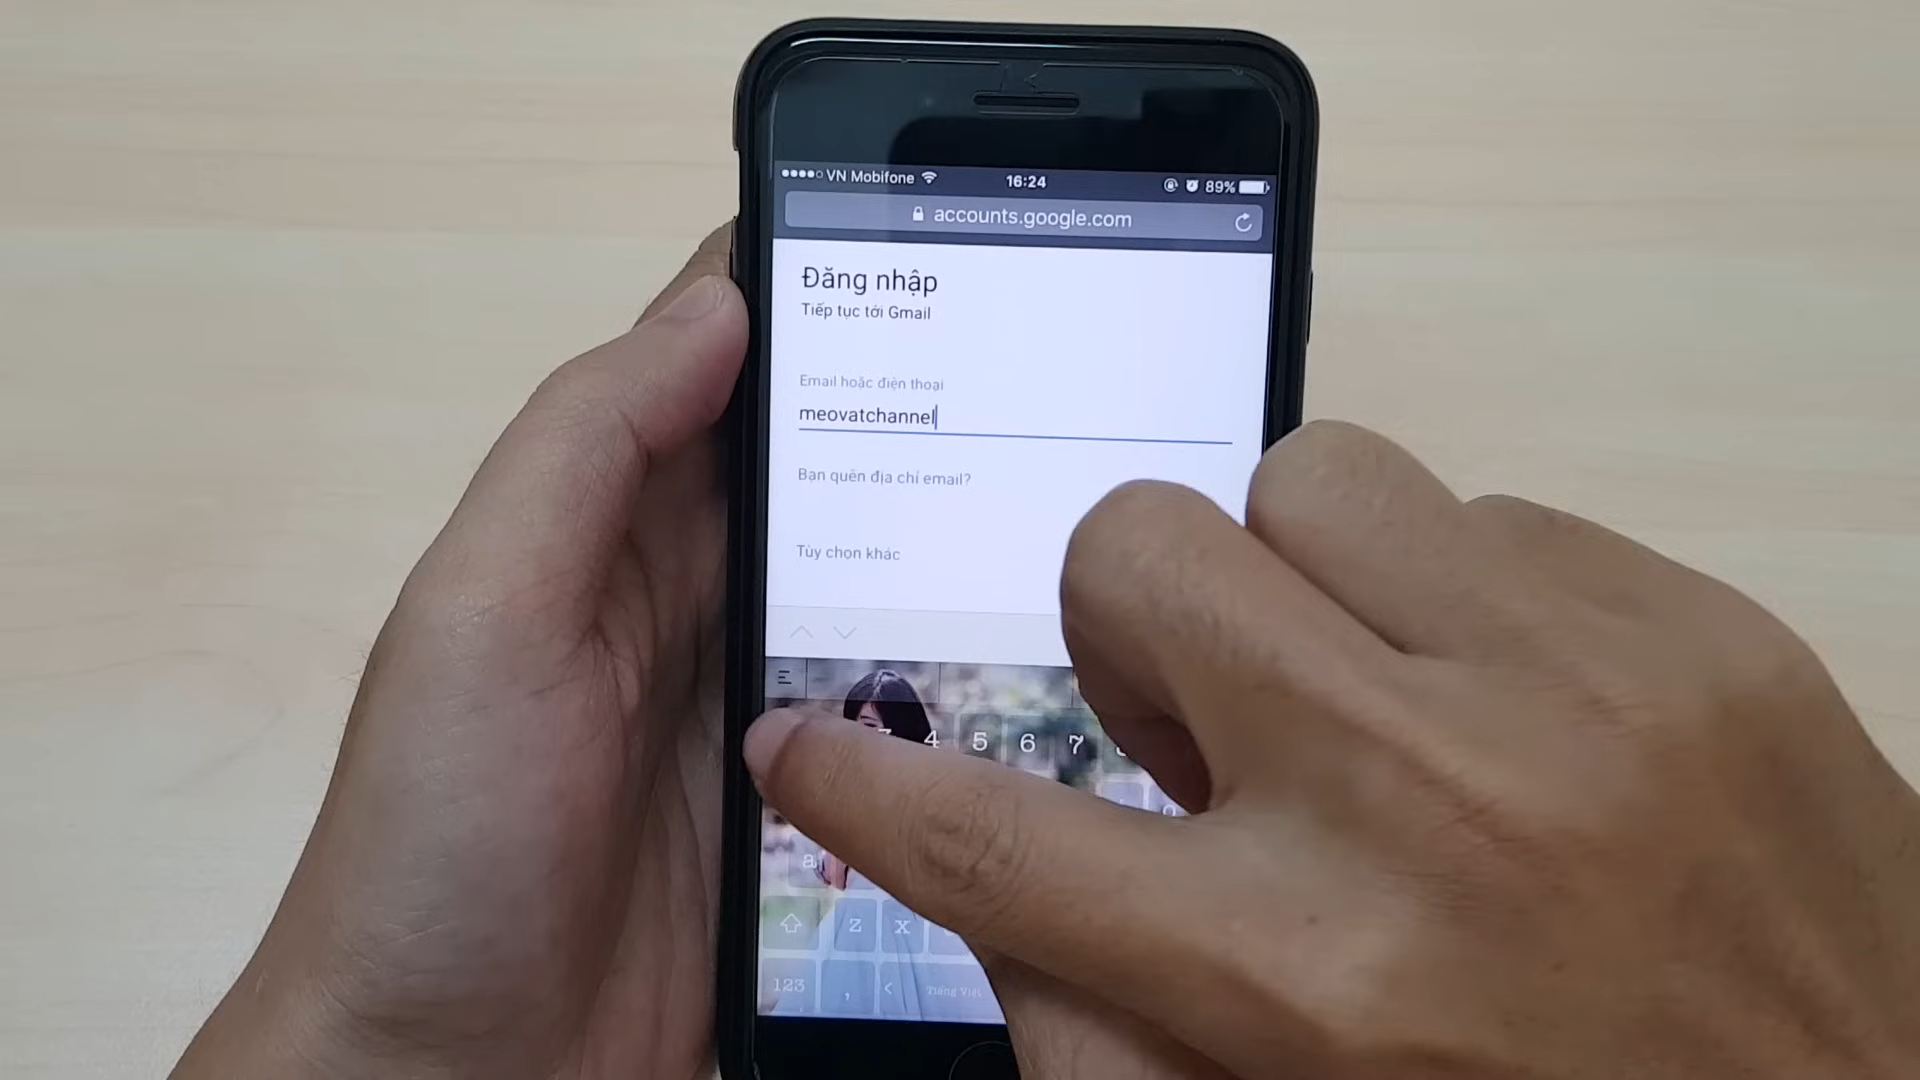 VN Mobifone 16:24 89%
accounts.google.com
Đăng nhập
Tiếp tục tới Gmail
Email hoặc điện thoại
meovatchannel
Bạn quên địa chỉ email?
Tùy chọn khác
4 5 6 7
a
z x
123 , < Tiếng Việt